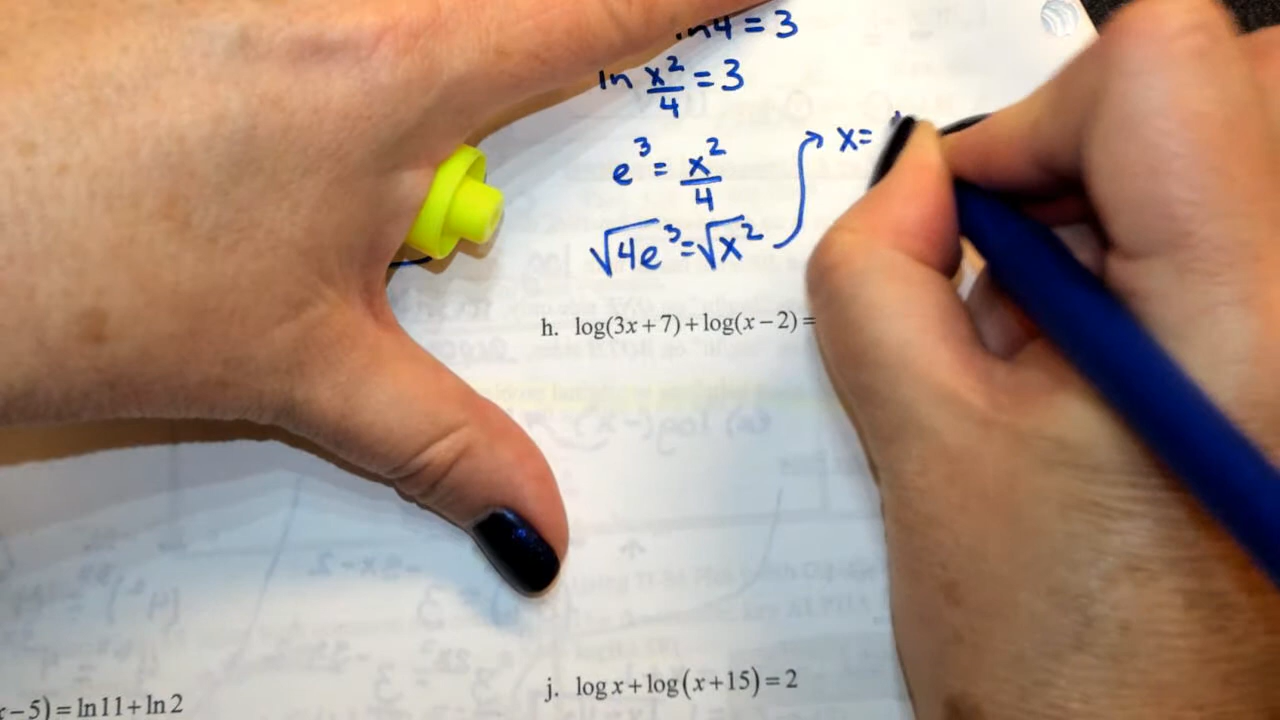 ln4 = 3
ln x²/4 = 3
e³ = x²/4
√4e³ = √x² → x=
h. log(3x+7)+log(x−2)=
j. log x+log(x+15)=2
−5)=ln11+ln2